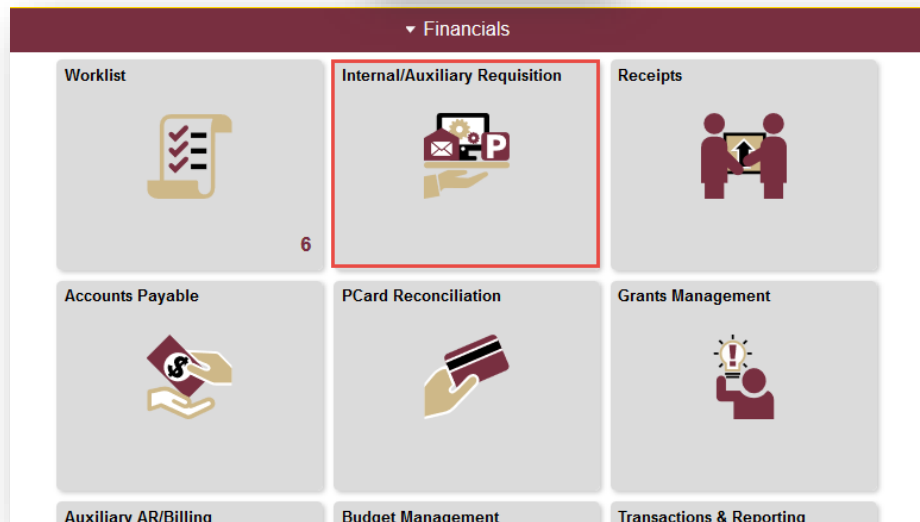 Financials
Worklist
Internal/Auxiliary Requisition
Receipts
P
6
Accounts Payable
PCard Reconciliation
Grants Management
$
!
Auxiliary AR/Billing
Budget Management
Transactions & Reporting